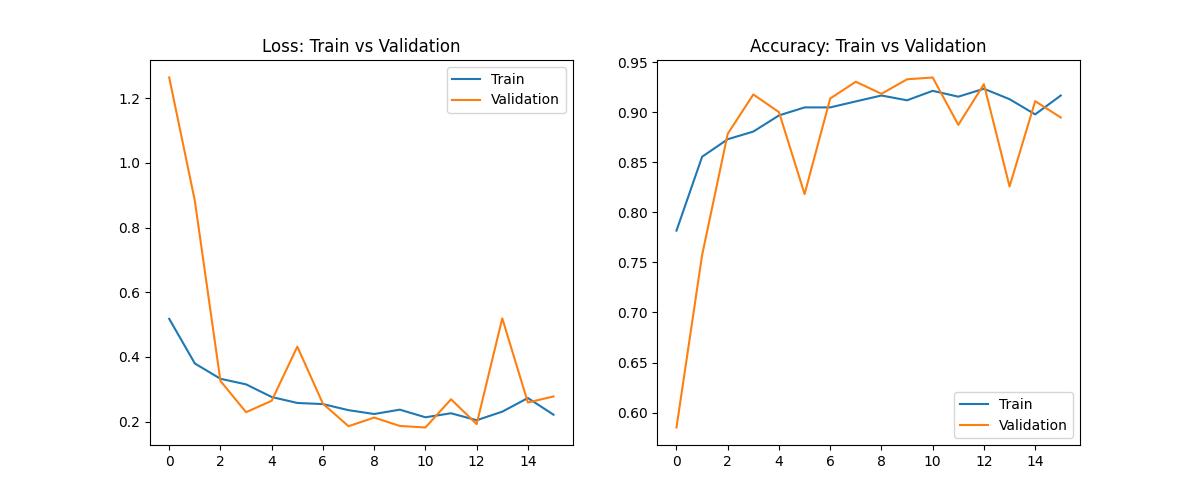 Loss: Train vs Validation
Train
Validation
1.2
1.0
0.8
0.6
0.4
0.2
0 2 4 6 8 10 12 14
Accuracy: Train vs Validation
0.95
0.90
0.85
0.80
0.75
0.70
0.65
0.60
Train
Validation
0 2 4 6 8 10 12 14